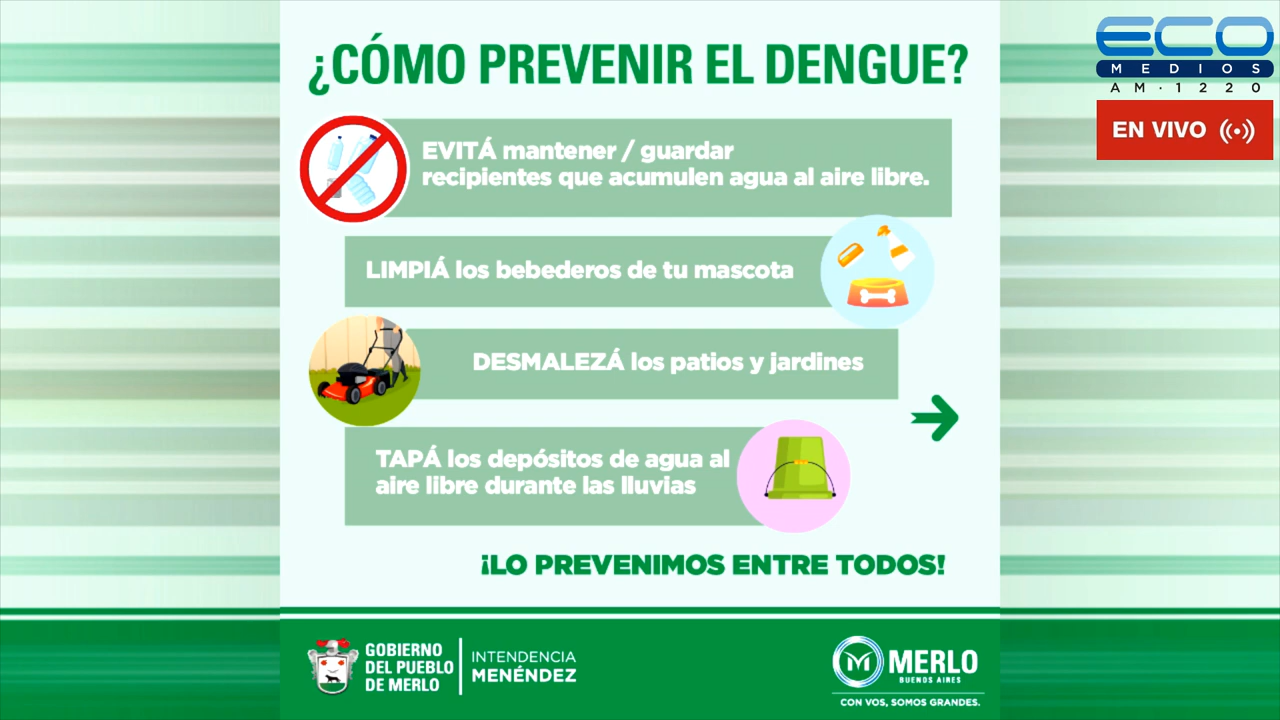 ¿CÓMO PREVENIR EL DENGUE?
EVITÁ mantener / guardar
recipientes que acumulen agua al aire libre.
LIMPIÁ los bebederos de tu mascota
DESMALEZÁ los patios y jardines
TAPÁ los depósitos de agua al
aire libre durante las lluvias
¡LO PREVENIMOS ENTRE TODOS!
GOBIERNO
DEL PUEBLO
DE MERLO
INTENDENCIA
MENÉNDEZ
MERLO
BUENOS AIRES
CON VOS, SOMOS GRANDES.
ECO
MEDIOS
AM·1220
EN VIVO